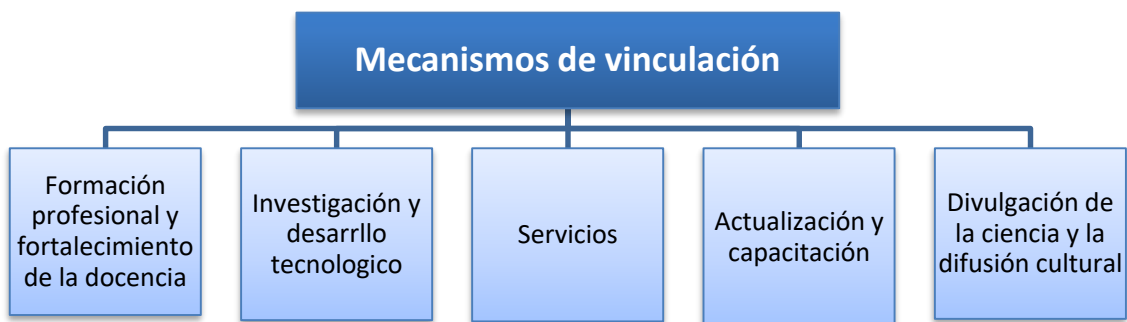 Mecanismos de vinculación
Formación
profesional y
fortalecimiento
de la docencia
Investigación y
desarrllo
tecnologico
Servicios
Actualización y
capacitación
Divulgación de
la ciencia y la
difusión cultural